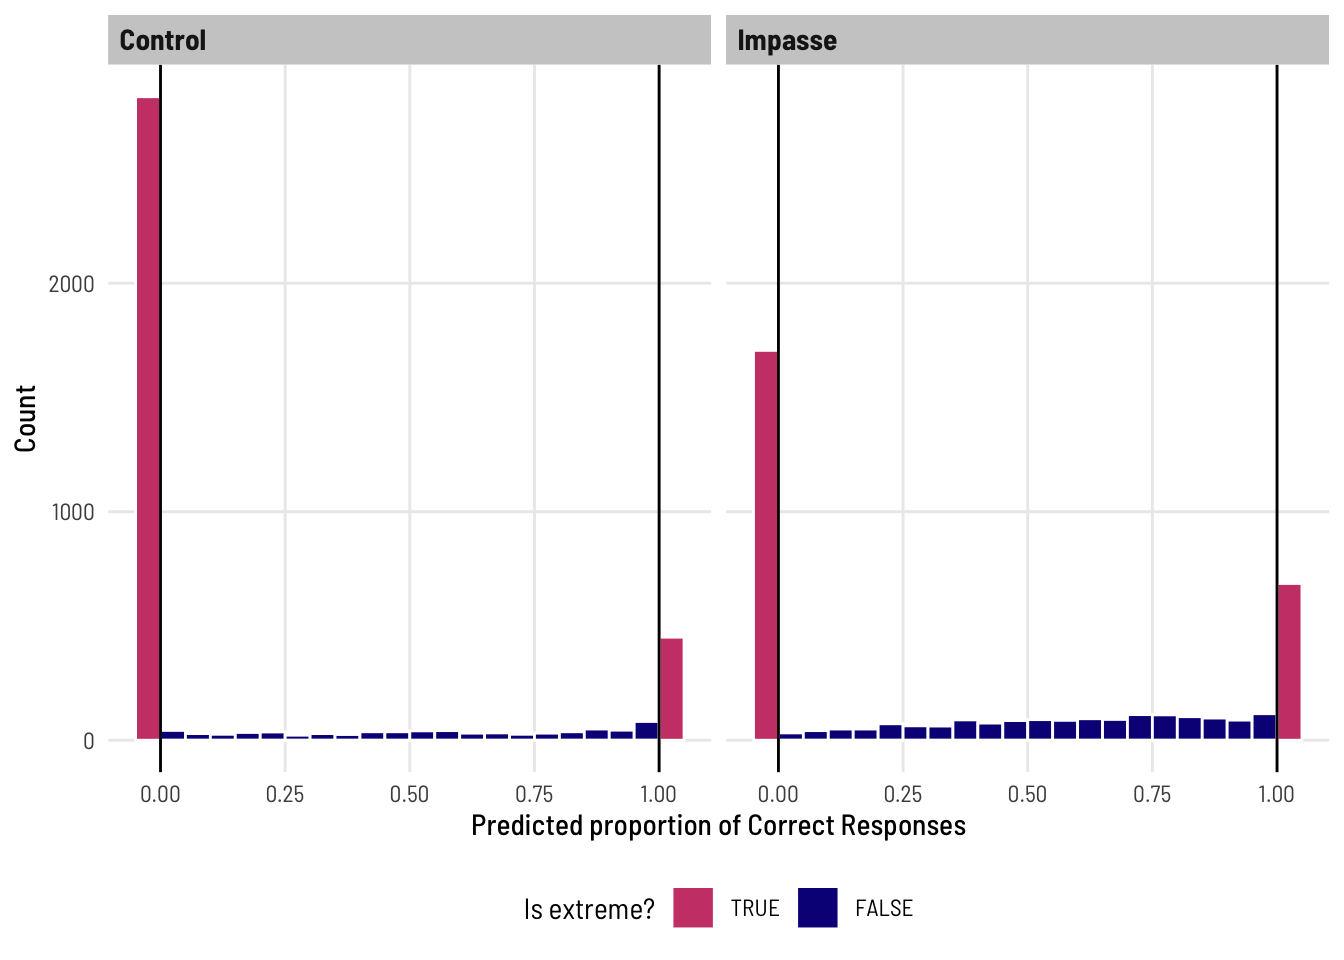 Control
Impasse
Count
2000
1000
0
0.00 0.25 0.50 0.75 1.00
0.00 0.25 0.50 0.75 1.00
Predicted proportion of Correct Responses
Is extreme? TRUE FALSE